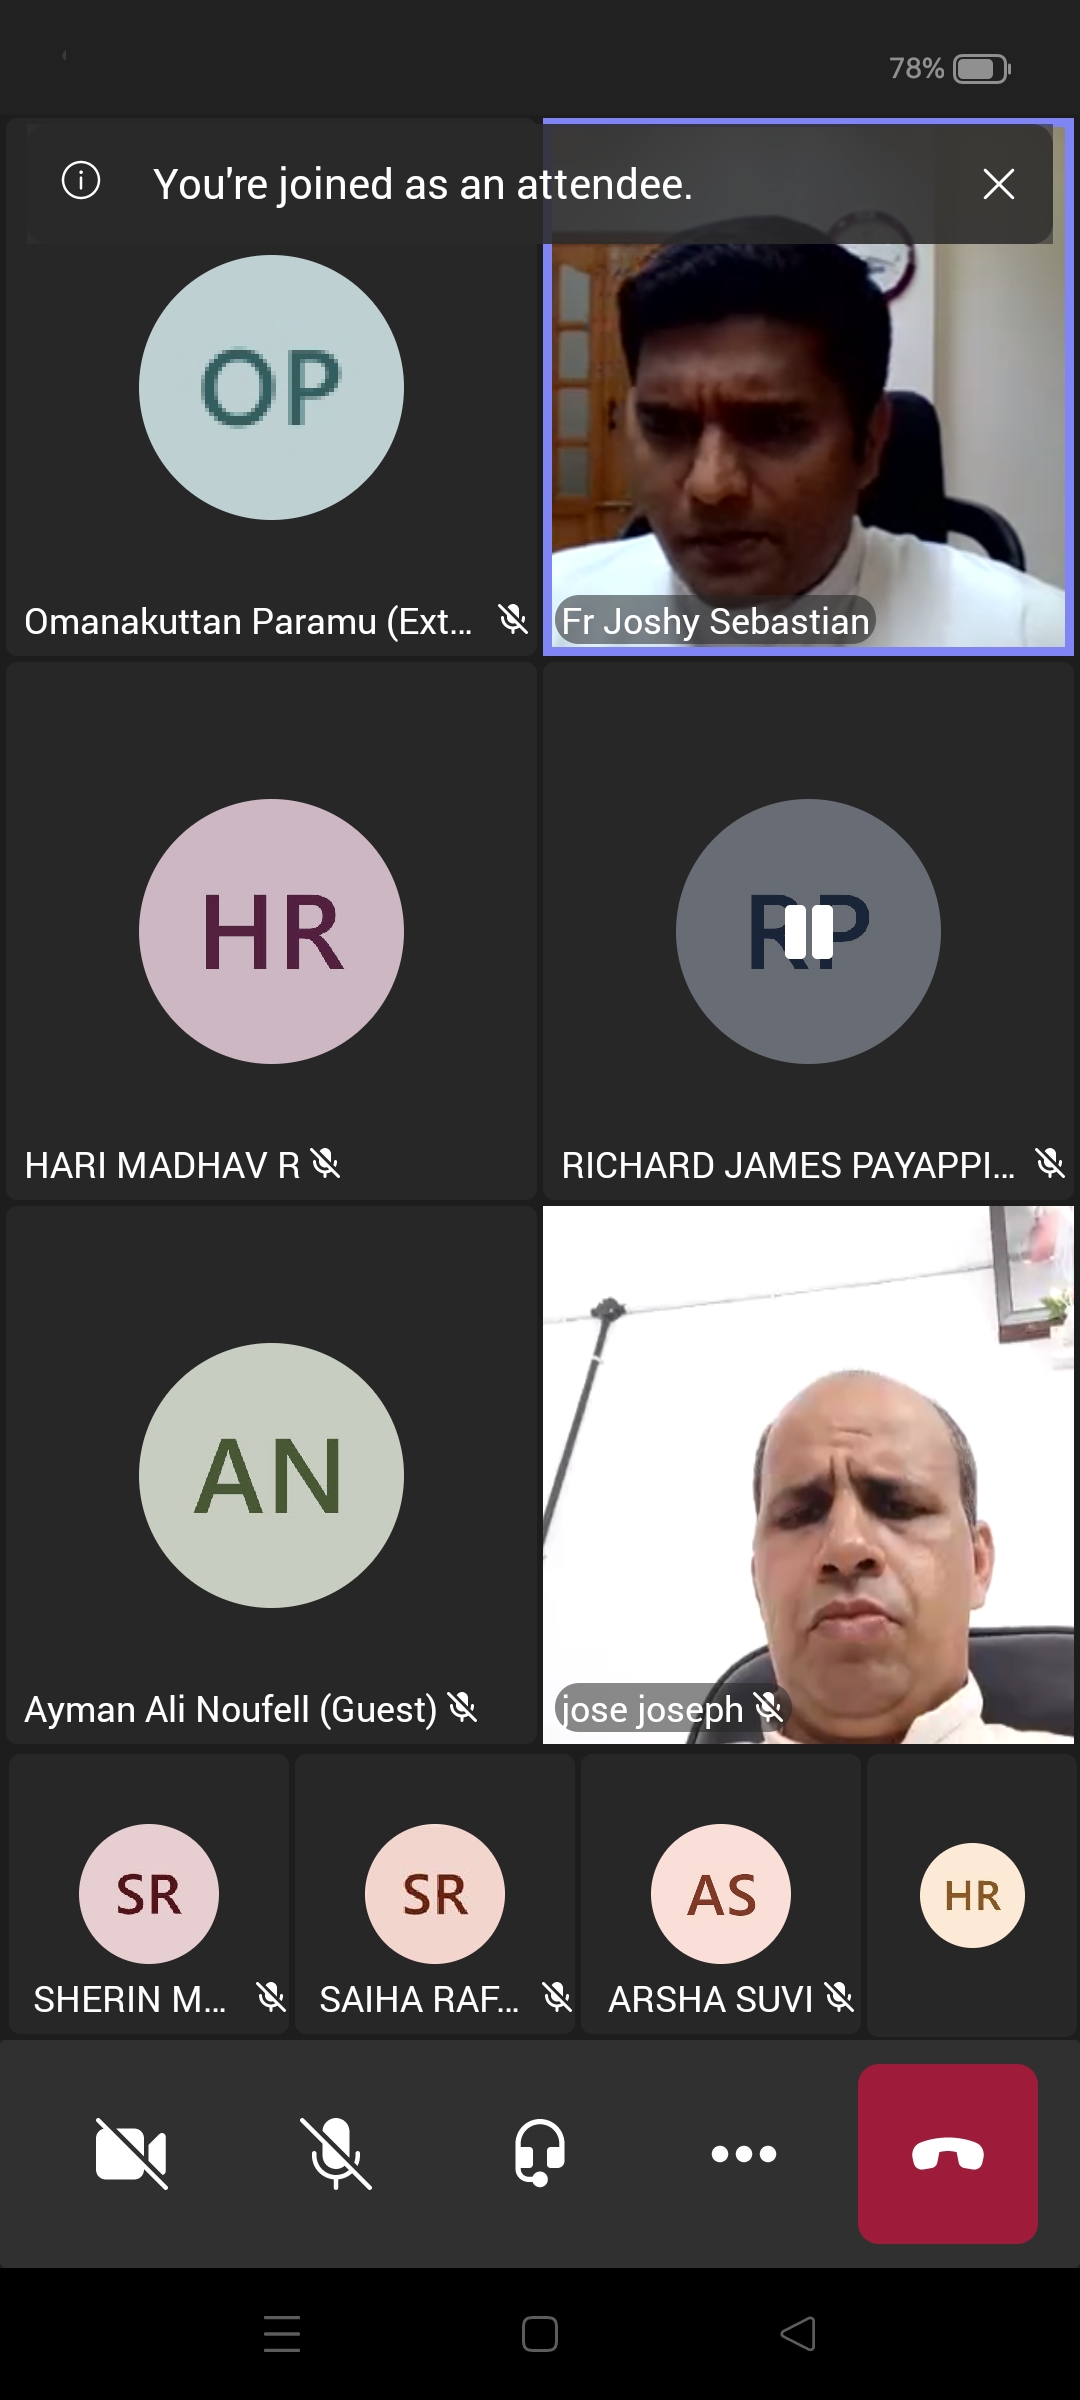 78%
You're joined as an attendee.
OP
Omanakuttan Paramu (Ext...
Fr Joshy Sebastian
HR
HARI MADHAV R
RP
RICHARD JAMES PAYAPPI...
AN
Ayman Ali Noufell (Guest)
jose joseph
SR
SHERIN M...
SR
SAIHA RAF...
AS
ARSHA SUVI
HR